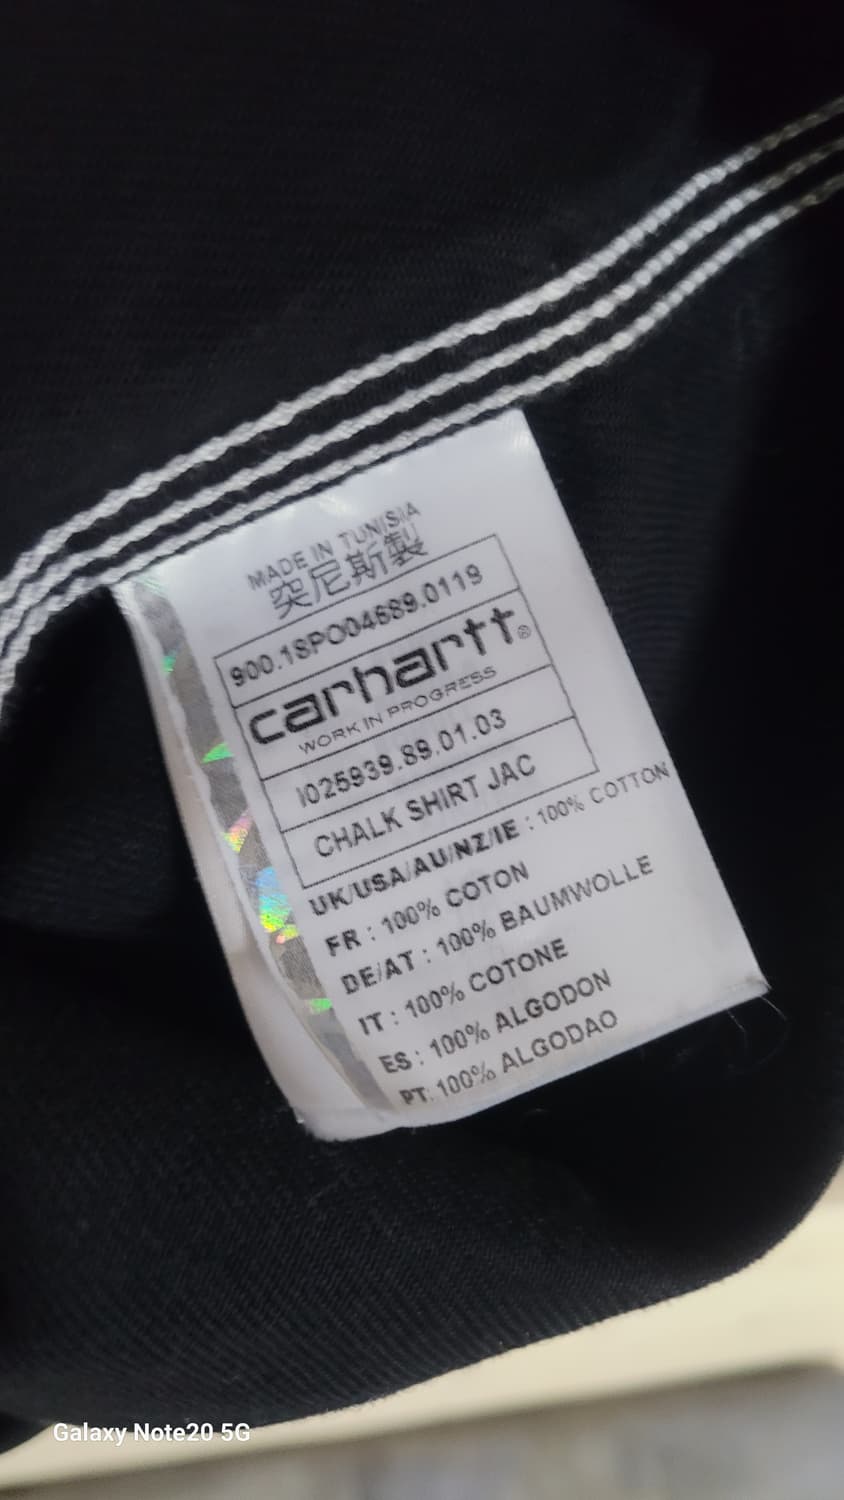 MADE IN TUNISIA
突尼斯製
900.18PO04689.0119
carhartt®
WORK IN PROGRESS
I025939.89.01.03
CHALK SHIRT JAC
UK/USA/AU/NZ/IE : 100% COTTON
FR : 100% COTON
DE/AT : 100% BAUMWOLLE
IT : 100% COTONE
ES : 100% ALGODON
PT: 100% ALGODAO
Galaxy Note20 5G